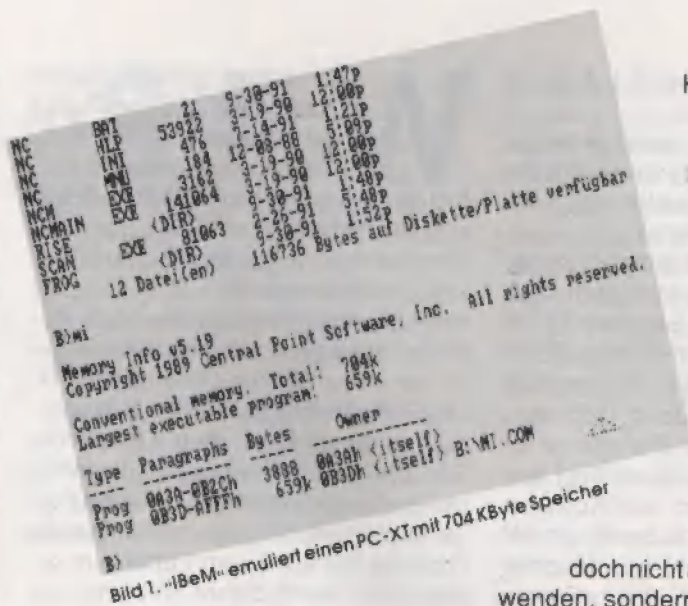 NC BAT 21 9-30-91 1:47p
NC HLP 53922 3-19-90 12:00p
NC INI 476 14-91 1:21p
NC MNU 184 12-03-88 5:09p
EXE 3162 3-19-90 12:00p
NCMAIN EXE 141064 3-19-90 12:00p
RISE <DIR> 9-30-91 1:48p
SCAN EXE 81063 2-26-91 5:48p
FROG <DIR> 9-30-91 1:52p
12 Datei(en) 116736 Bytes auf Diskette/Platte verfügbar
B>mi
Memory Info v5.19
Copyright 1989 Central Point Software, Inc. All rights reserved.
Conventional memory. Total: 704k
Largest executable program: 659k
Type Paragraphs Bytes Owner
Prog 0A3A-0B2Ch 3888 0A3Ah <itself>
Prog 0B3D-AFFFh 659k 0B3Dh <itself> B:\MI.COM
B>
Bild 1. »IBeM« emuliert einen PC-XT mit 704 KByte Speicher
doch nicht
wenden, sondern